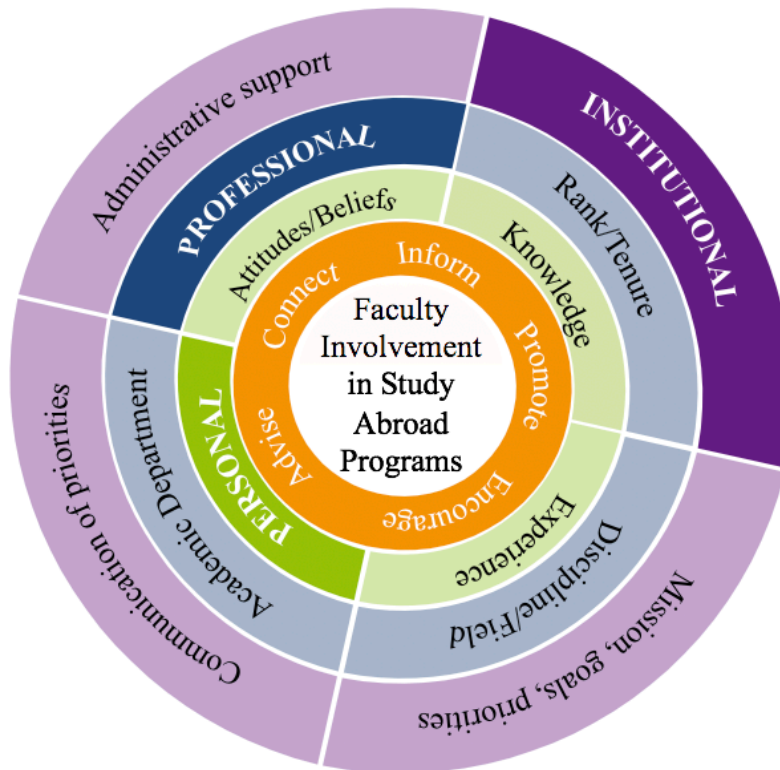 Administrative support
INSTITUTIONAL
Mission, goals, priorities
Communication of priorities
PROFESSIONAL
Rank/Tenure
Discipline/Field
Academic Department
Attitudes/Beliefs
Knowledge
Experience
PERSONAL
Connect
Inform
Promote
Encourage
Advise
Faculty
Involvement
in Study
Abroad
Programs